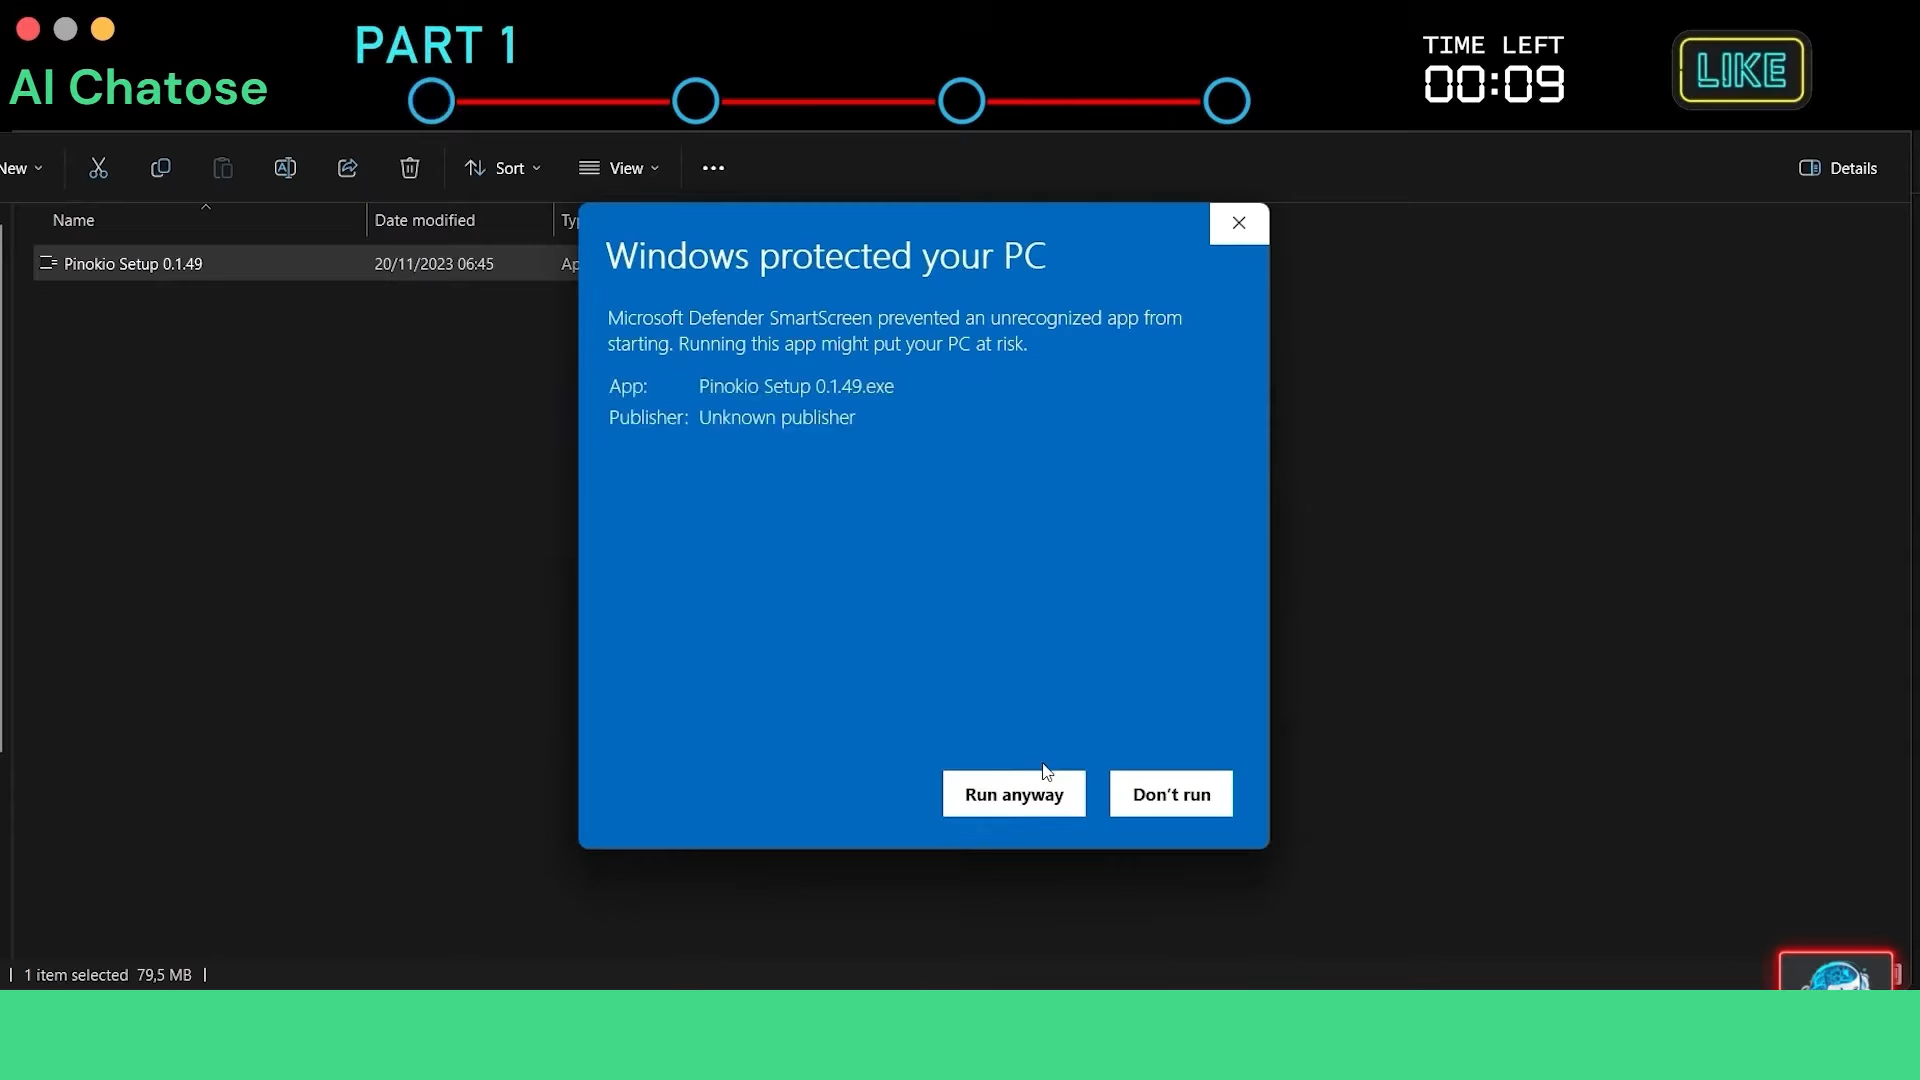 PART 1
AI Chatose
TIME LEFT
00:09
LIKE
New
Sort
View
Details
Name
Date modified
Pinokio Setup 0.1.49
20/11/2023 06:45
Windows protected your PC
Microsoft Defender SmartScreen prevented an unrecognized app from
starting. Running this app might put your PC at risk.
App: Pinokio Setup 0.1.49.exe
Publisher: Unknown publisher
Run anyway
Don't run
1 item selected 79,5 MB